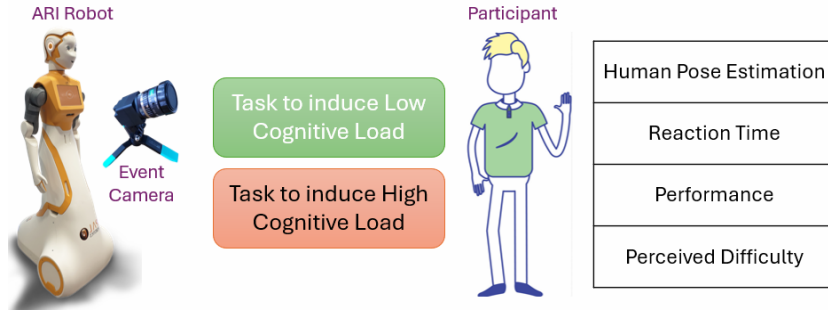 ARI Robot
Event
Camera
Task to induce Low
Cognitive Load
Task to induce High
Cognitive Load
Participant
Human Pose Estimation
Reaction Time
Performance
Perceived Difficulty